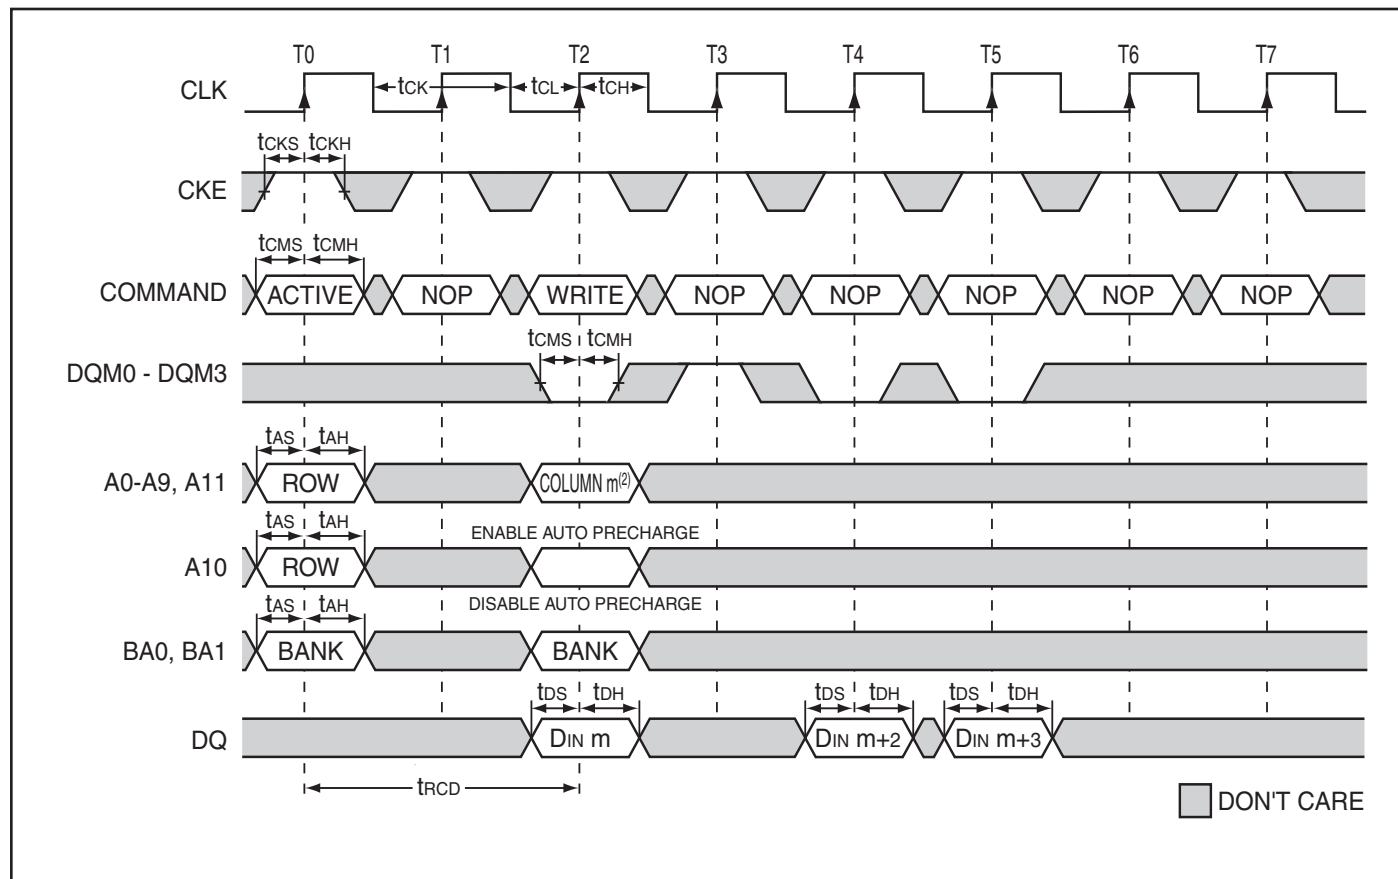 T0 T1 T2 T3 T4 T5 T6 T7
CLK tCK tCL tCH
tCKS tCKH
CKE
tCMS tCMH
COMMAND ACTIVE NOP WRITE NOP NOP NOP NOP NOP
tCMS tCMH
DQM0 - DQM3
tAS tAH
A0-A9, A11 ROW COLUMN m(2)
tAS tAH ENABLE AUTO PRECHARGE
A10 ROW
tAS tAH DISABLE AUTO PRECHARGE
BA0, BA1 BANK BANK
tDS tDH tDS tDH tDS tDH
DQ DIN m DIN m+2 DIN m+3
tRCD
DON'T CARE